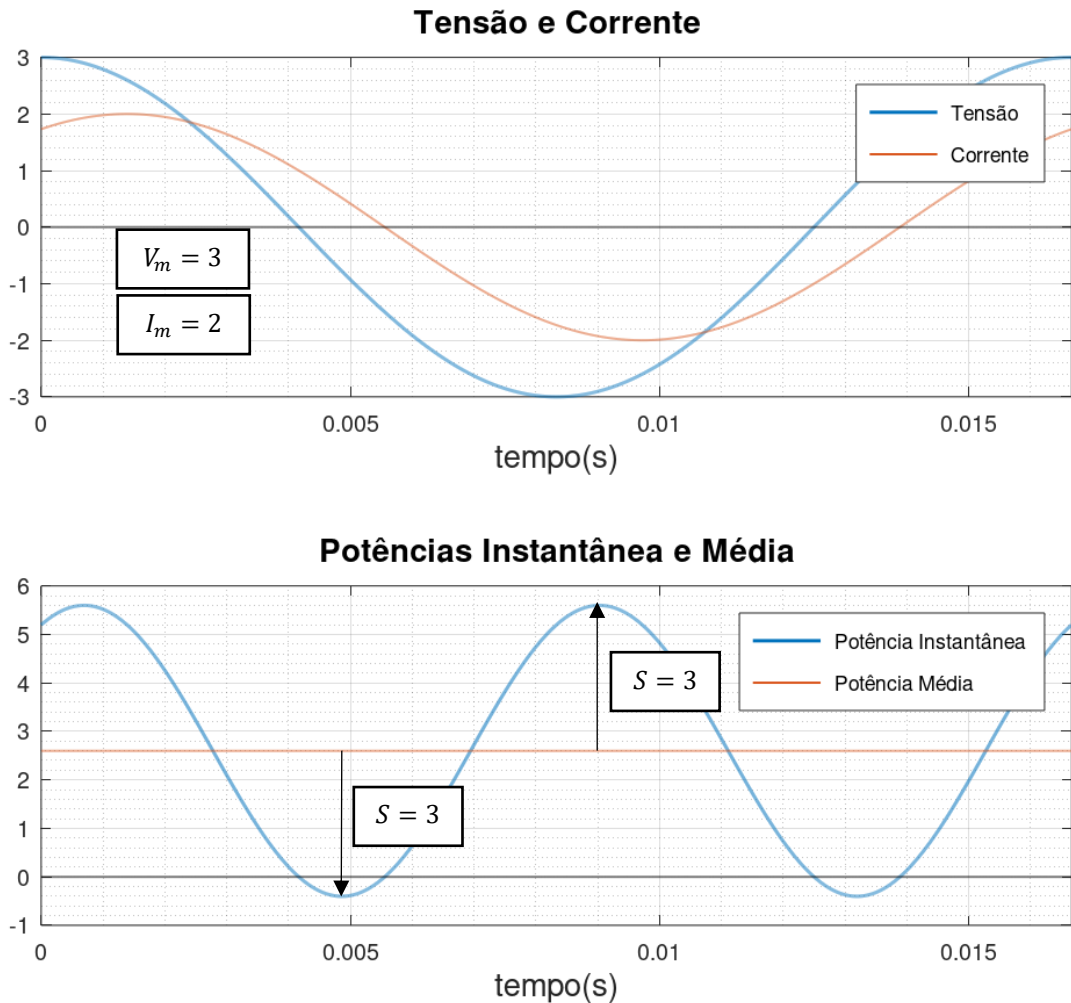 Tensão e Corrente
3
2
1
0
-1
-2
-3
Tensão
Corrente
V_m = 3
I_m = 2
0
0.005
0.01
0.015
tempo(s)
Potências Instantânea e Média
6
5
4
3
2
1
0
-1
Potência Instantânea
Potência Média
S = 3
S = 3
0
0.005
0.01
0.015
tempo(s)